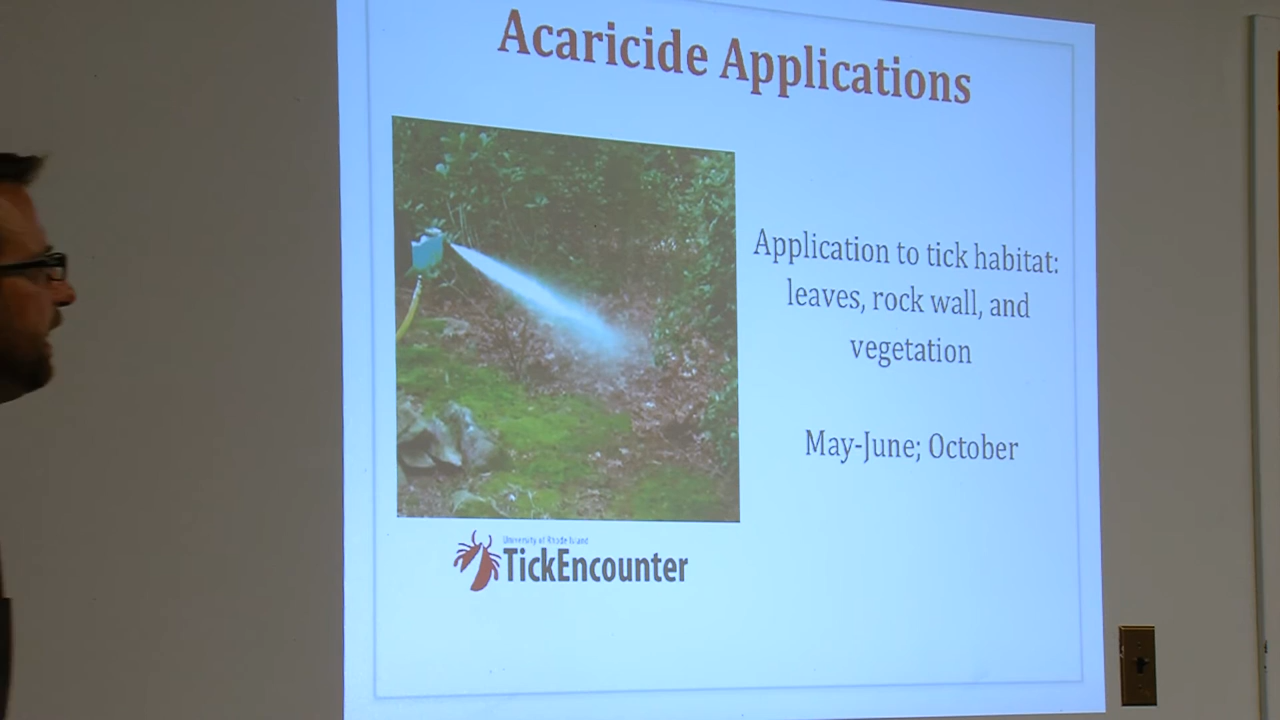 Acaricide Applications
Application to tick habitat:
leaves, rock wall, and
vegetation
May-June; October
University of Rhode Island
TickEncounter